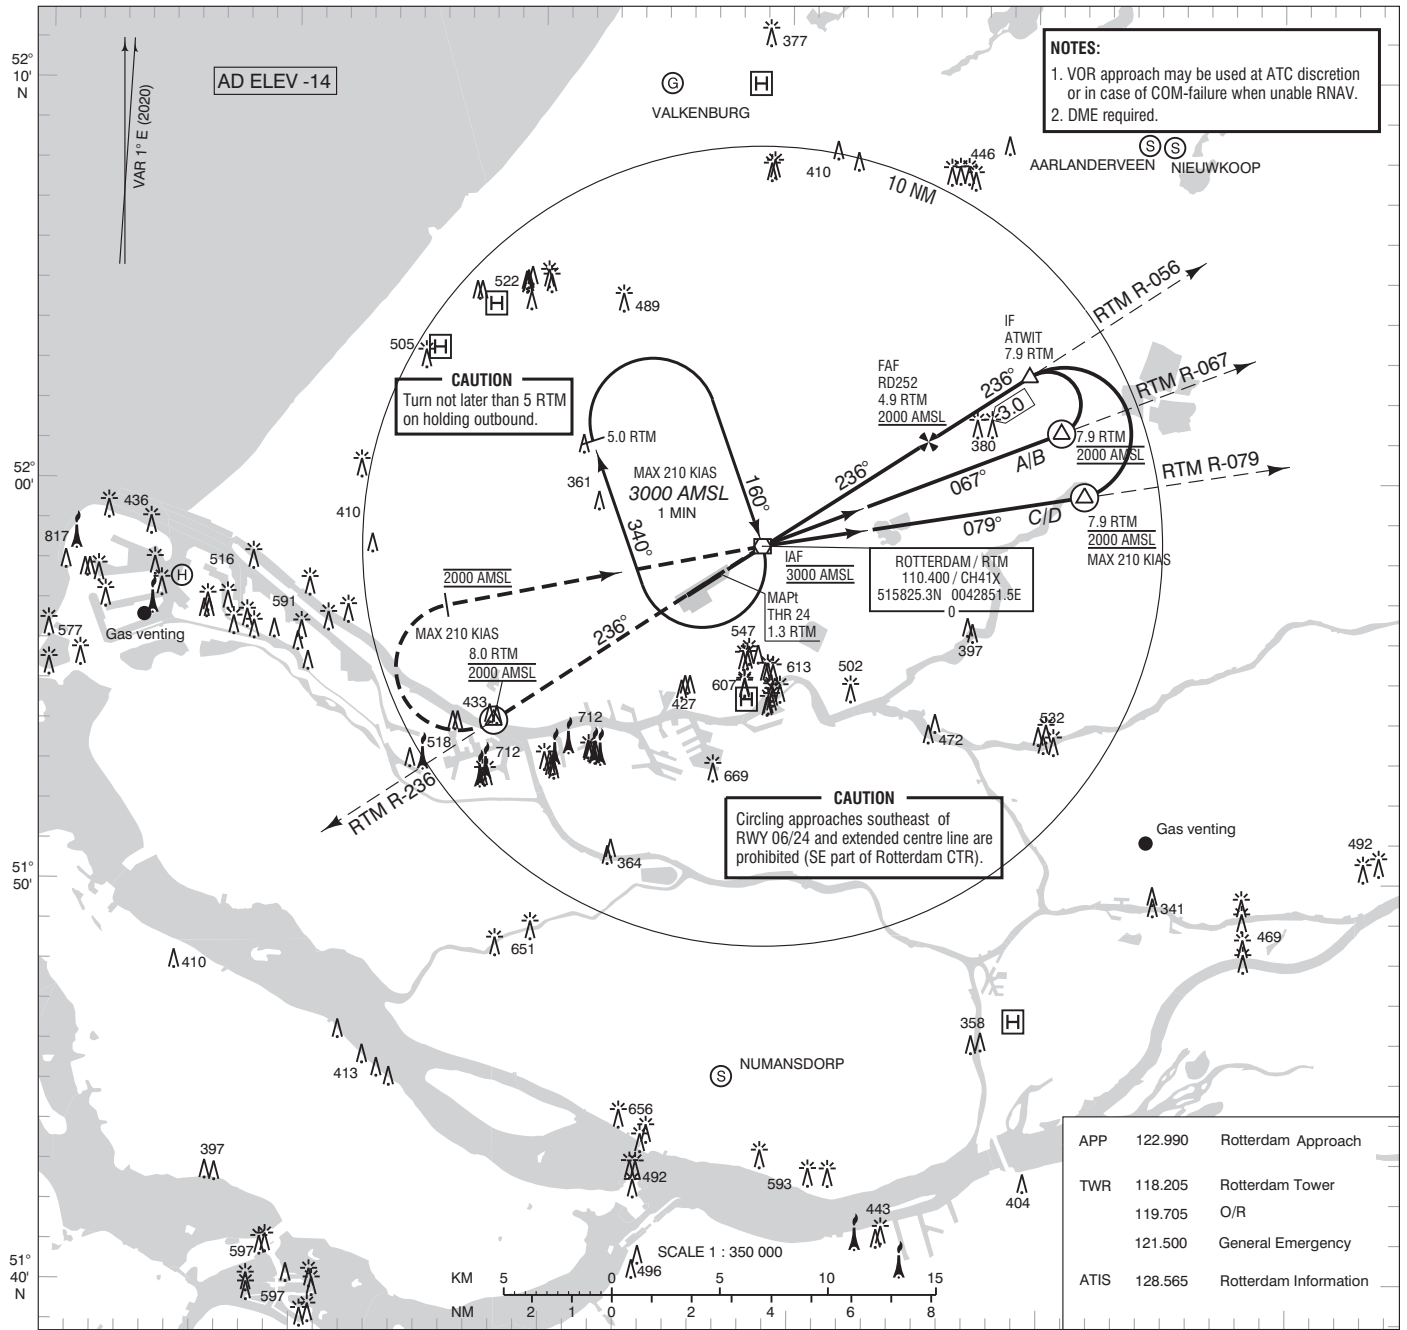 52°
10'
N
VAR 1° E (2020)
AD ELEV -14
377
G
VALKENBURG
H
NOTES:
1. VOR approach may be used at ATC discretion
or in case of COM-failure when unable RNAV.
2. DME required.
446
410
S
S
AARLANDERVEEN
NIEUWKOOP
10 NM
522
H
489
505
H
RTM R-056
IF
ATWIT
7.9 RTM
RTM R-067
CAUTION
Turn not later than 5 RTM
on holding outbound.
FAF
RD252
4.9 RTM
2000 AMSL
236°
3.0
380
5.0 RTM
7.9 RTM
2000 AMSL
A/B
067°
236°
RTM R-079
52°
00'
361
MAX 210 KIAS
3000 AMSL
1 MIN
160°
340°
079°
C/D
7.9 RTM
2000 AMSL
MAX 210 KIAS
436
817
410
516
H
591
577
Gas venting
2000 AMSL
IAF
3000 AMSL
ROTTERDAM / RTM
110.400 / CH41X
515825.3N 0042851.5E
0
MAPt
THR 24
1.3 RTM
MAX 210 KIAS
236°
8.0 RTM
2000 AMSL
397
547
613
607
H
502
427
433
518
712
712
472
532
669
RTM R-236
CAUTION
Circling approaches southeast of
RWY 06/24 and extended centre line are
prohibited (SE part of Rotterdam CTR).
Gas venting
492
364
51°
50'
341
469
651
410
358
H
413
S
NUMANSDORP
656
397
492
593
404
443
597
597
496
APP 122.990 Rotterdam Approach
TWR 118.205 Rotterdam Tower
119.705 O/R
121.500 General Emergency
ATIS 128.565 Rotterdam Information
51°
40'
N
SCALE 1 : 350 000
KM 5 0 5 10 15
NM 2 1 0 2 4 6 8